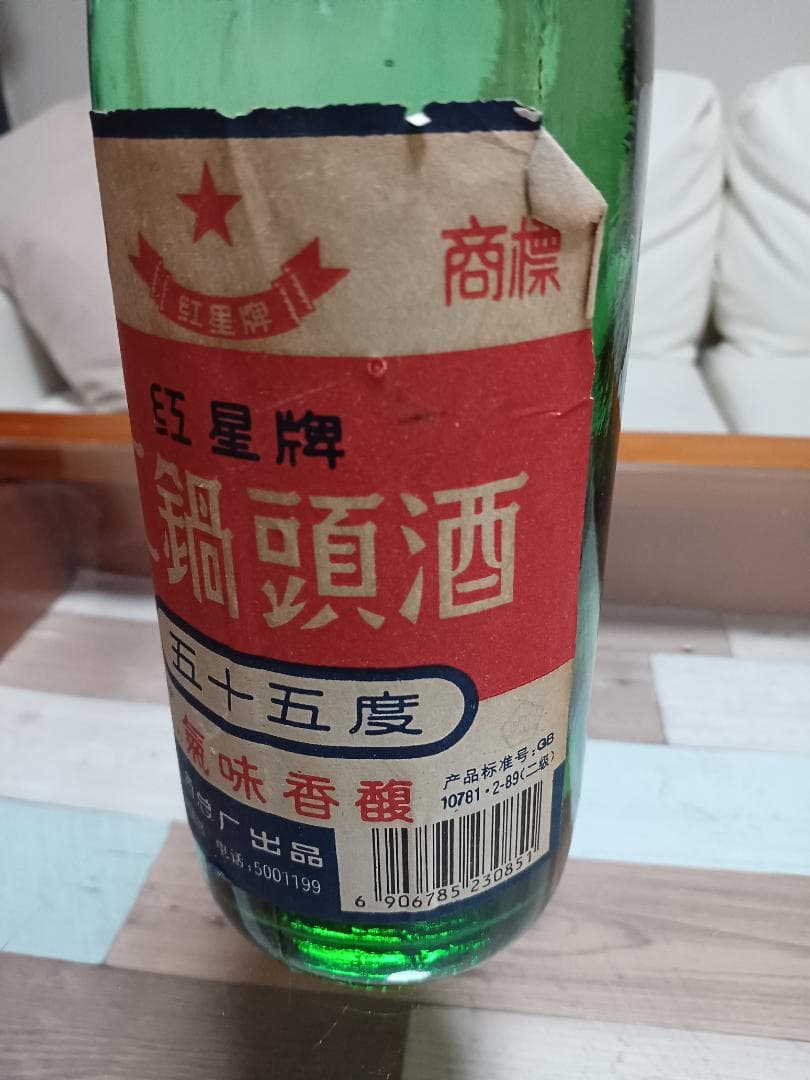 红星牌
商標
红星牌
鍋頭酒
五十五度
氣味香馥
产品标准号:GB
10781·2-89(二级)
总厂出品
电话:5001199
6 906785 230851